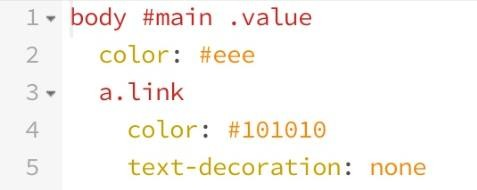 1 body #main .value
2   color: #eee
3   a.link
4     color: #101010
5     text-decoration: none